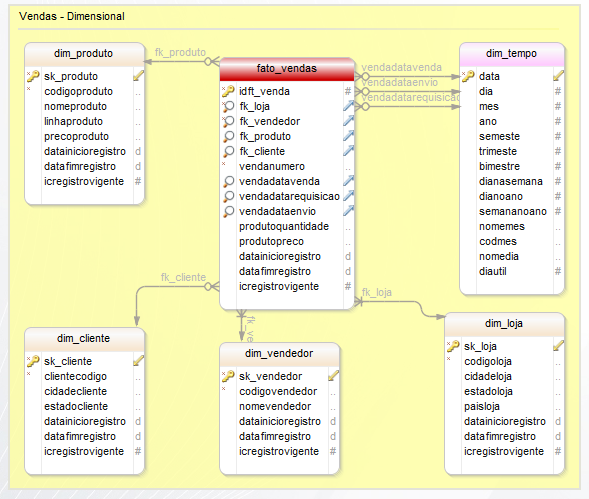 Vendas - Dimensional
dim_produto
sk_produto
codigoproduto
nomeproduto
linhaproduto
precoproduto
datainicioregistro d
datafimregistro d
icregistrovigente #
fk_produto
fato_vendas
idft_venda #
fk_loja
fk_vendedor
fk_produto
fk_cliente
vendanumero
vendadatavenda
vendadatarequisicao
vendadataenvio
produtoquantidade
produtopreco
datainicioregistro d
datafimregistro d
icregistrovigente #
vendadatavenda
vendadataenvio
vendadatarequisicao
dim_tempo
data
dia #
mes #
ano #
semeste #
trimeste #
bimestre #
dianasemana #
dianoano #
semananoano #
nomemes
codmes
nomedia
diautil #
fk_cliente
fk_ve
fk_loja
dim_cliente
sk_cliente
clientecodigo
cidadecliente
estadocliente
datainicioregistro d
datafimregistro d
icregistrovigente #
dim_vendedor
sk_vendedor
codigovendedor
nomevendedor
datainicioregistro d
datafimregistro d
icregistrovigente #
dim_loja
sk_loja
codigoloja
cidadeloja
estadoloja
paisloja
datainicioregistro d
datafimregistro d
icregistrovigente #